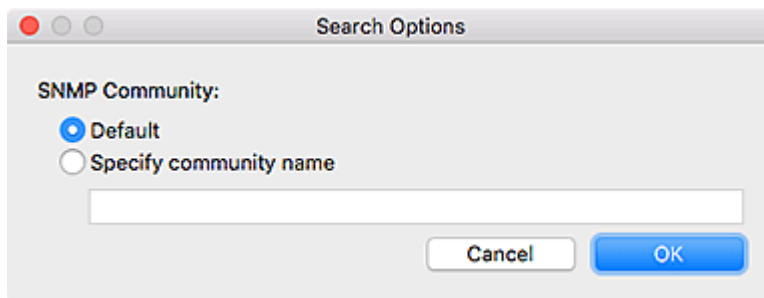 Search Options
SNMP Community:
Default
Specify community name
Cancel OK